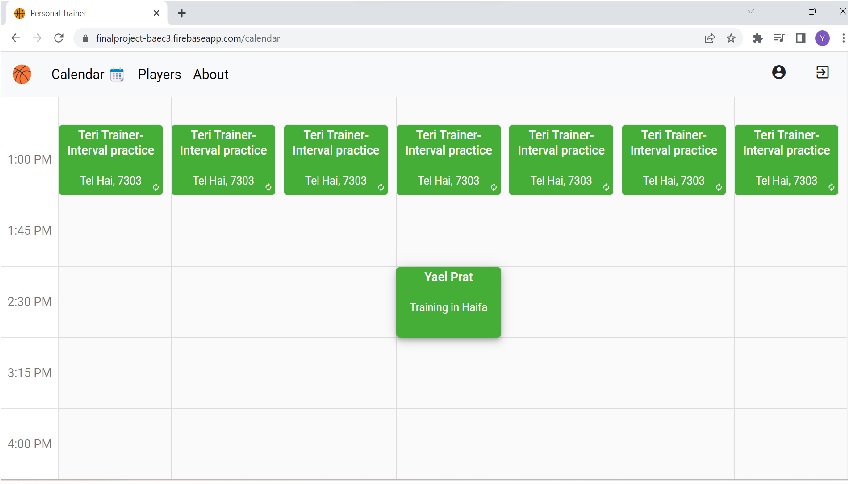 Personal Trainer
finalproject-baec3.firebaseapp.com/calendar
Y
Calendar Players About
Teri Trainer-
Interval practice
Tel Hai, 7303
Teri Trainer-
Interval practice
Tel Hai, 7303
Teri Trainer-
Interval practice
Tel Hai, 7303
Teri Trainer-
Interval practice
Tel Hai, 7303
Teri Trainer-
Interval practice
Tel Hai, 7303
Teri Trainer-
Interval practice
Tel Hai, 7303
Teri Trainer-
Interval practice
Tel Hai, 7303
1:00 PM
1:45 PM
2:30 PM
Yael Prat
Training in Haifa
3:15 PM
4:00 PM